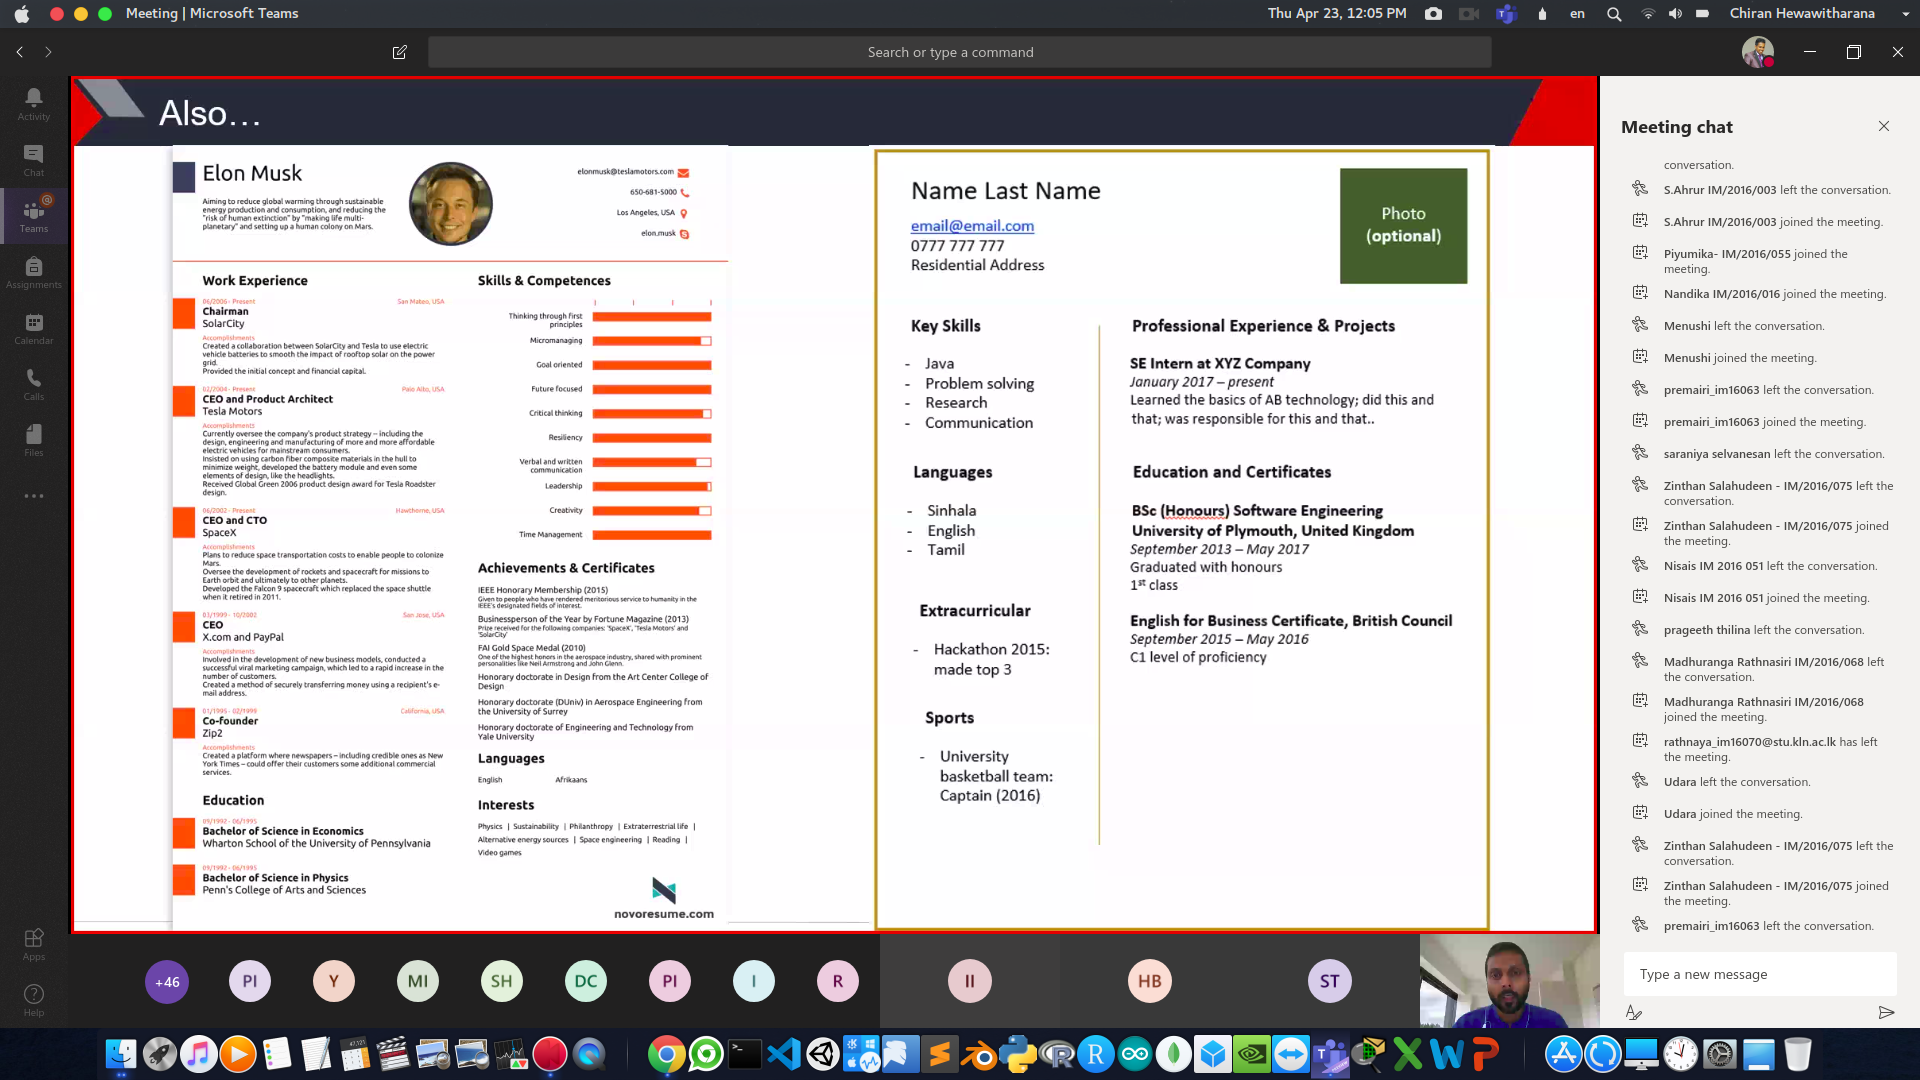 Meeting | Microsoft Teams
Thu Apr 23, 12:05 PM
en
Chiran Hewawitharana
Search or type a command
Activity
Chat
Teams
Assignments
Calendar
Calls
Files
Apps
Help
Also...
Elon Musk
Aiming to reduce global warming through sustainable
energy production and consumption, and reducing the
"risk of human extinction" by "making life multi-
planetary" and setting up a human colony on Mars.
elonmusk@teslamotors.com
650-681-5000
Los Angeles, USA
elon.musk
Work Experience
06/2006 - Present
San Mateo, USA
Chairman
SolarCity
Accomplishments
Created a collaboration between SolarCity and Tesla to use electric
vehicle batteries to smooth the impact of rooftop solar on the power
grid.
Provided the initial concept and financial capital.
02/2004 - Present
Palo Alto, USA
CEO and Product Architect
Tesla Motors
Accomplishments
Currently oversee the company's product strategy – including the
design, engineering and manufacturing of more and more affordable
electric vehicles for mainstream consumers.
Insisted on using carbon fiber composite materials in the hull to
minimize weight, developed the battery module and even some
elements of design, like the headlights.
Received Global Green 2006 product design award for Tesla Roadster
design.
06/2002 - Present
Hawthorne, USA
CEO and CTO
SpaceX
Accomplishments
Plans to reduce space transportation costs to enable people to colonize
Mars.
Oversee the development of rockets and spacecraft for missions to
Earth orbit and ultimately to other planets.
Developed the Falcon 9 spacecraft which replaced the space shuttle
when it retired in 2011.
03/1999 - 10/2002
San Jose, USA
CEO
X.com and PayPal
Accomplishments
Involved in the development of new business models, conducted a
successful viral marketing campaign, which led to a rapid increase in the
number of customers.
Created a method of securely transferring money using a recipient's e-
mail address.
01/1995 - 02/1999
California, USA
Co-founder
Zip2
Accomplishments
Created a platform where newspapers – including credible ones as New
York Times – could offer their customers some additional commercial
services.
Education
09/1992 - 06/1995
Bachelor of Science in Economics
Wharton School of the University of Pennsylvania
09/1992 - 06/1995
Bachelor of Science in Physics
Penn's College of Arts and Sciences
Skills & Competences
Thinking through first
principles
Micromanaging
Goal oriented
Future focused
Critical thinking
Resiliency
Verbal and written
communication
Leadership
Creativity
Time Management
Achievements & Certificates
IEEE Honorary Membership (2015)
Given to people who have rendered meritorious service to humanity in the
IEEE's designated fields of interest.
Businessperson of the Year by Fortune Magazine (2013)
Prize received for the following companies: 'SpaceX', 'Tesla Motors' and
'SolarCity'
FAI Gold Space Medal (2010)
One of the highest honors in the aerospace industry, shared with prominent
personalities like Neil Armstrong and John Glenn.
Honorary doctorate in Design from the Art Center College of
Design
Honorary doctorate (DUniv) in Aerospace Engineering from
the University of Surrey
Honorary doctorate of Engineering and Technology from
Yale University
Languages
English
Afrikaans
Interests
Physics | Sustainability | Philanthropy | Extraterrestrial life |
Alternative energy sources | Space engineering | Reading |
Video games
novoresume.com
Name Last Name
email@email.com
0777 777 777
Residential Address
Photo
(optional)
Key Skills
- Java
- Problem solving
- Research
- Communication
Languages
- Sinhala
- English
- Tamil
Extracurricular
- Hackathon 2015:
made top 3
Sports
- University
basketball team:
Captain (2016)
Professional Experience & Projects
SE Intern at XYZ Company
January 2017 – present
Learned the basics of AB technology; did this and
that; was responsible for this and that..
Education and Certificates
BSc (Honours) Software Engineering
University of Plymouth, United Kingdom
September 2013 – May 2017
Graduated with honours
1st class
English for Business Certificate, British Council
September 2015 – May 2016
C1 level of proficiency
Meeting chat
conversation.
S.Ahrur IM/2016/003 left the conversation.
S.Ahrur IM/2016/003 joined the meeting.
Piyumika- IM/2016/055 joined the
meeting.
Nandika IM/2016/016 joined the meeting.
Menushi left the conversation.
Menushi joined the meeting.
premairi_im16063 left the conversation.
premairi_im16063 joined the meeting.
saraniya selvanesan left the conversation.
Zinthan Salahudeen - IM/2016/075 left the
conversation.
Zinthan Salahudeen - IM/2016/075 joined
the meeting.
Nisais IM 2016 051 left the conversation.
Nisais IM 2016 051 joined the meeting.
prageeth thilina left the conversation.
Madhuranga Rathnasiri IM/2016/068 left
the conversation.
Madhuranga Rathnasiri IM/2016/068
joined the meeting.
rathnaya_im16070@stu.kln.ac.lk has left
the meeting.
Udara left the conversation.
Udara joined the meeting.
Zinthan Salahudeen - IM/2016/075 left the
conversation.
Zinthan Salahudeen - IM/2016/075 joined
the meeting.
premairi_im16063 left the conversation.
Type a new message
+46
PI
Y
MI
SH
DC
PI
I
R
II
HB
ST